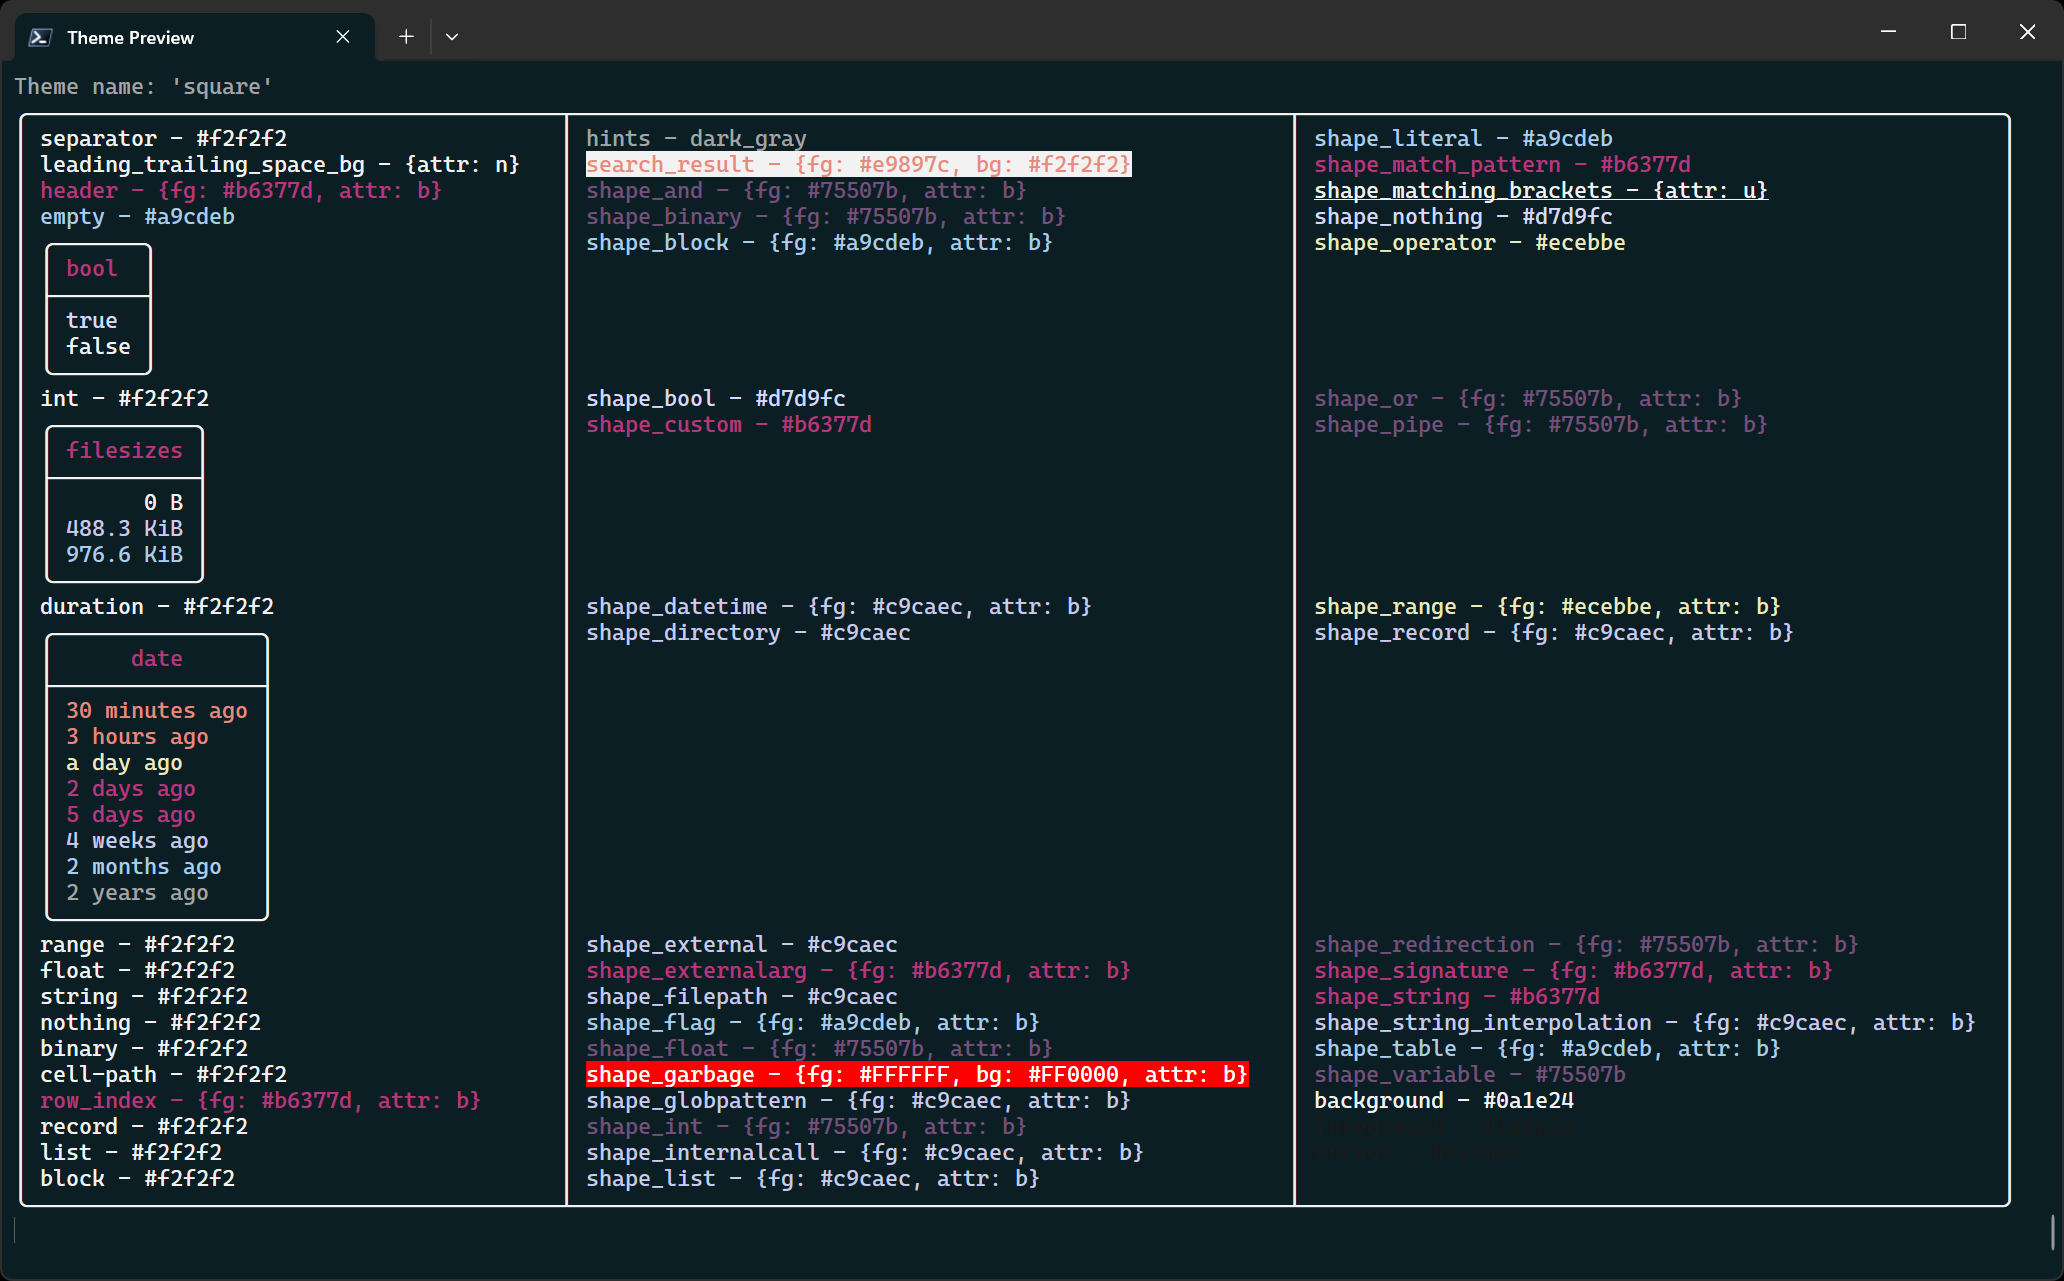 Theme Preview
Theme name: 'square'
separator - #f2f2f2
leading_trailing_space_bg - {attr: n}
header - {fg: #b6377d, attr: b}
empty - #a9cdeb
bool
true
false
int - #f2f2f2
filesizes
0 B
488.3 KiB
976.6 KiB
duration - #f2f2f2
date
30 minutes ago
3 hours ago
a day ago
2 days ago
5 days ago
4 weeks ago
2 months ago
2 years ago
range - #f2f2f2
float - #f2f2f2
string - #f2f2f2
nothing - #f2f2f2
binary - #f2f2f2
cell-path - #f2f2f2
row_index - {fg: #b6377d, attr: b}
record - #f2f2f2
list - #f2f2f2
block - #f2f2f2
hints - dark_gray
search_result - {fg: #e9897c, bg: #f2f2f2}
shape_and - {fg: #75507b, attr: b}
shape_binary - {fg: #75507b, attr: b}
shape_block - {fg: #a9cdeb, attr: b}
shape_bool - #d7d9fc
shape_custom - #b6377d
shape_datetime - {fg: #c9caec, attr: b}
shape_directory - #c9caec
shape_external - #c9caec
shape_externalarg - {fg: #b6377d, attr: b}
shape_filepath - #c9caec
shape_flag - {fg: #a9cdeb, attr: b}
shape_float - {fg: #75507b, attr: b}
shape_garbage - {fg: #FFFFFF, bg: #FF0000, attr: b}
shape_globpattern - {fg: #c9caec, attr: b}
shape_int - {fg: #75507b, attr: b}
shape_internalcall - {fg: #c9caec, attr: b}
shape_list - {fg: #c9caec, attr: b}
shape_literal - #a9cdeb
shape_match_pattern - #b6377d
shape_matching_brackets - {attr: u}
shape_nothing - #d7d9fc
shape_operator - #ecebbe
shape_or - {fg: #75507b, attr: b}
shape_pipe - {fg: #75507b, attr: b}
shape_range - {fg: #ecebbe, attr: b}
shape_record - {fg: #c9caec, attr: b}
shape_redirection - {fg: #75507b, attr: b}
shape_signature - {fg: #b6377d, attr: b}
shape_string - #b6377d
shape_string_interpolation - {fg: #c9caec, attr: b}
shape_table - {fg: #a9cdeb, attr: b}
shape_variable - #75507b
background - #0a1e24